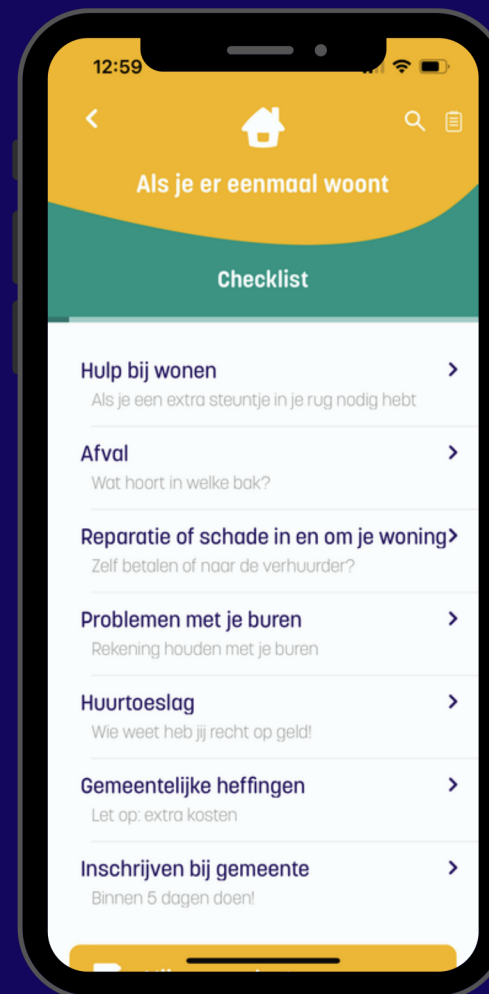 12:59
Als je er eenmaal woont
Checklist
Hulp bij wonen
Als je een extra steuntje in je rug nodig hebt
Afval
Wat hoort in welke bak?
Reparatie of schade in en om je woning
Zelf betalen of naar de verhuurder?
Problemen met je buren
Rekening houden met je buren
Huurtoeslag
Wie weet heb jij recht op geld!
Gemeentelijke heffingen
Let op: extra kosten
Inschrijven bij gemeente
Binnen 5 dagen doen!